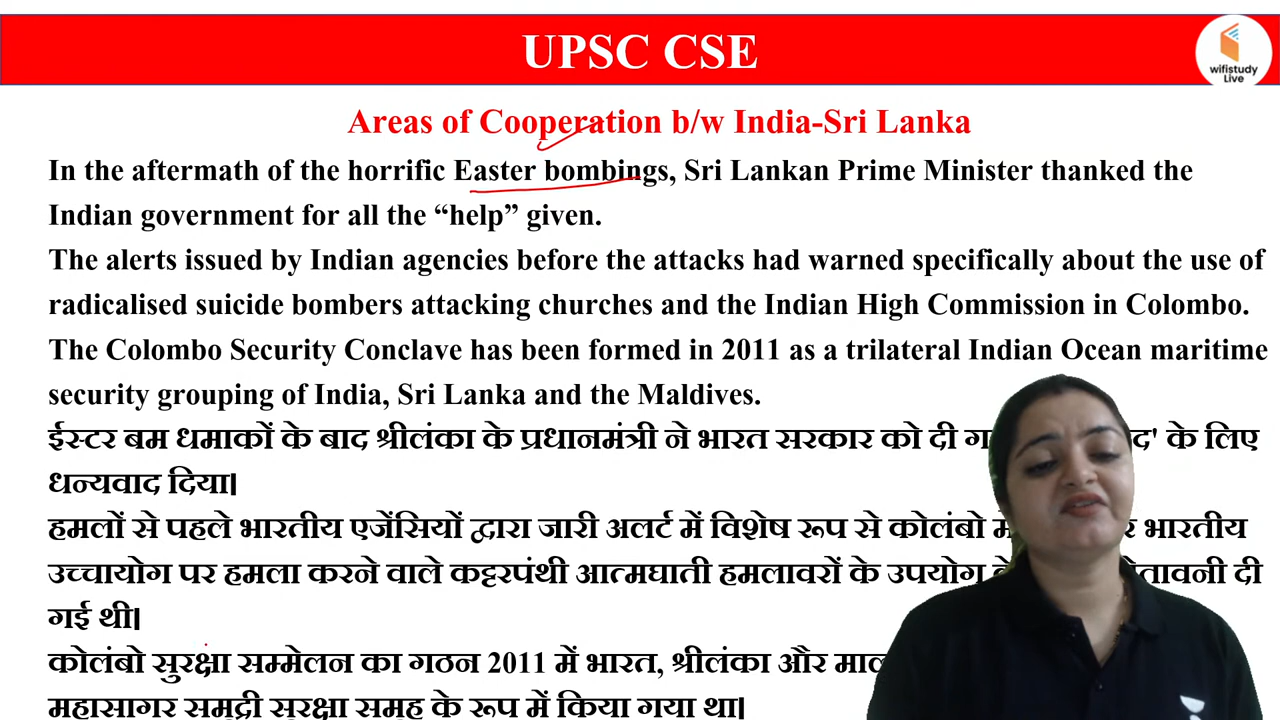 UPSC CSE
wifistudy
Live
Areas of Cooperation b/w India-Sri Lanka
In the aftermath of the horrific Easter bombings, Sri Lankan Prime Minister thanked the
Indian government for all the “help” given.
The alerts issued by Indian agencies before the attacks had warned specifically about the use of
radicalised suicide bombers attacking churches and the Indian High Commission in Colombo.
The Colombo Security Conclave has been formed in 2011 as a trilateral Indian Ocean maritime
security grouping of India, Sri Lanka and the Maldives.
ईस्टर बम धमाकों के बाद श्रीलंका के प्रधानमंत्री ने भारत सरकार को दी के लिए
धन्यवाद दिया।
हमलों से पहले भारतीय एजेंसियों द्वारा जारी अलर्ट में विशेष रूप से कोलंबो भारतीय
उच्चायोग पर हमला करने वाले कट्टरपंथी आत्मघाती हमलावरों के उपयोग दी
गई थी।
कोलंबो सुरक्षा सम्मेलन का गठन 2011 में भारत, श्रीलंका और
महासागर समुद्री सुरक्षा समूह के रूप में किया गया था।